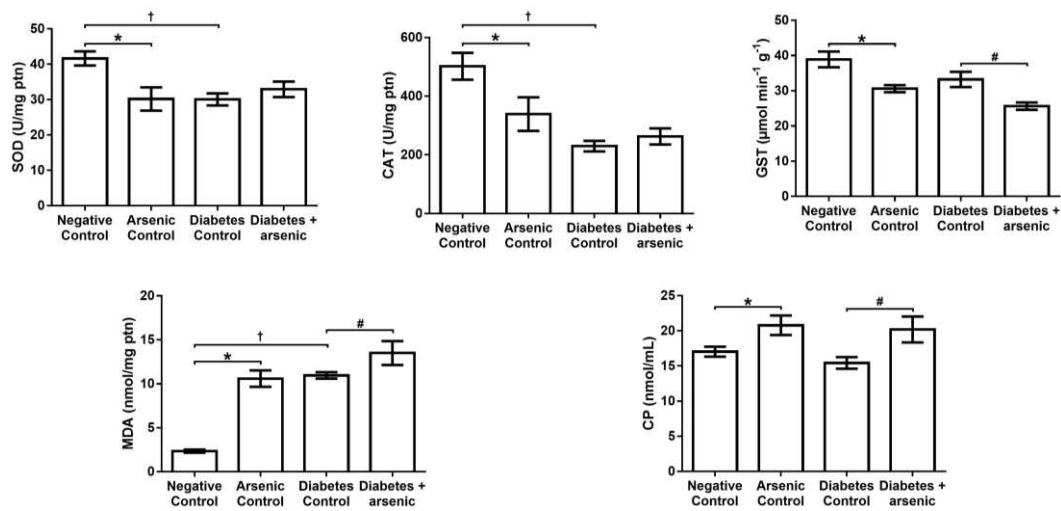 †
*
SOD (U/mg ptn)
50
40
30
20
10
0
Negative Control
Arsenic Control
Diabetes Control
Diabetes + arsenic
†
*
CAT (U/mg ptn)
600
400
200
0
Negative Control
Arsenic Control
Diabetes Control
Diabetes + arsenic
*
#
GST (μmol min⁻¹ g⁻¹)
50
40
30
20
10
0
Negative Control
Arsenic Control
Diabetes Control
Diabetes + arsenic
#
†
*
MDA (nmol/mg ptn)
20
15
10
5
0
Negative Control
Arsenic Control
Diabetes Control
Diabetes + arsenic
*
#
CP (nmol/mL)
25
20
15
10
5
0
Negative Control
Arsenic Control
Diabetes Control
Diabetes + arsenic